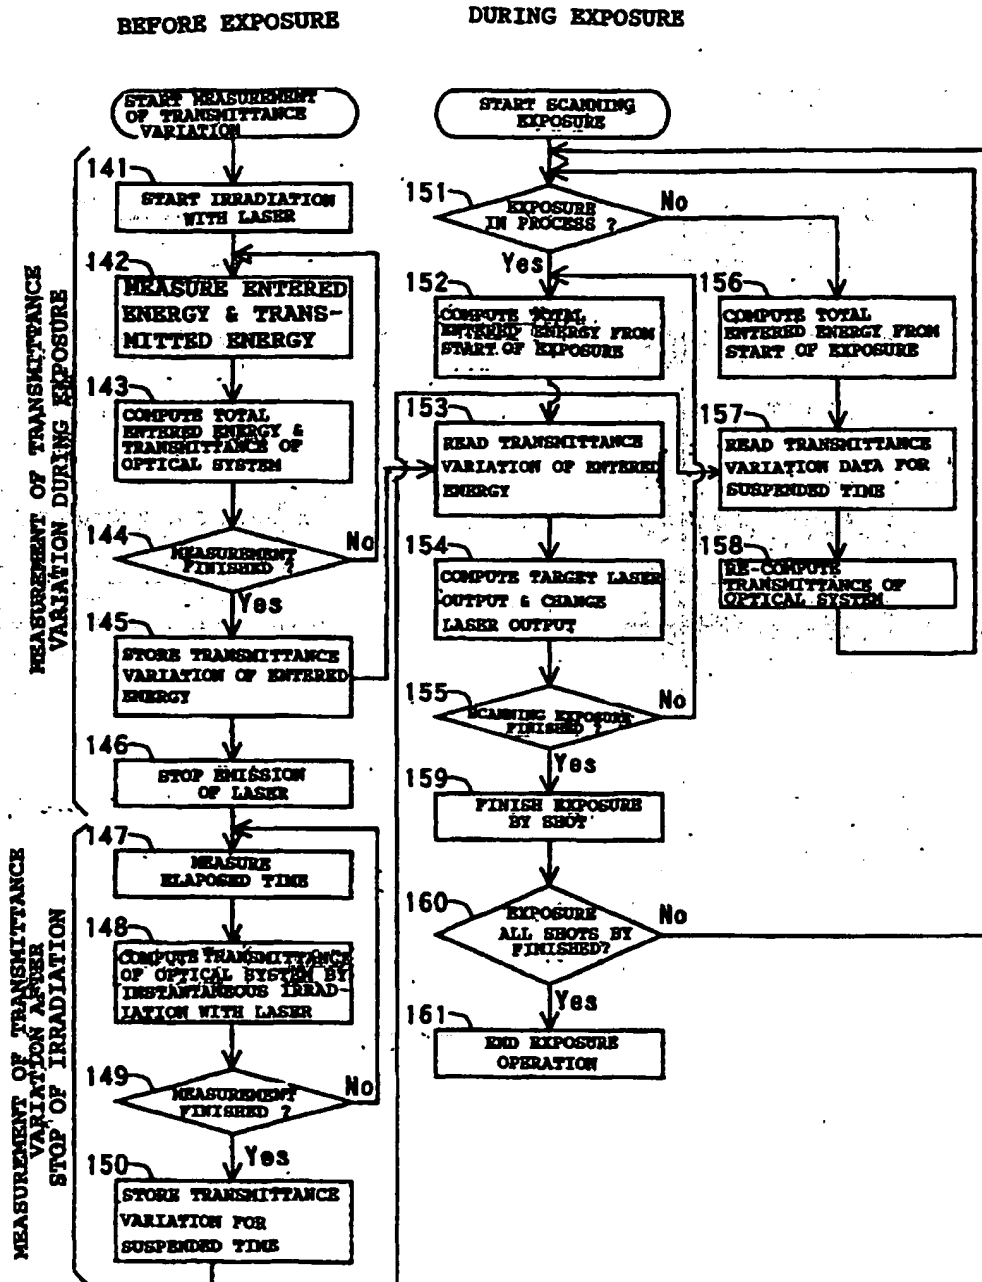 BEFORE EXPOSURE
START MEASUREMENT
OF TRANSMITTANCE
VARIATION
MEASUREMENT OF TRANSMITTANCE
VARIATION DURING EXPOSURE
141
START IRRADIATION
WITH LASER
142
MEASURE ENTERED
ENERGY & TRANS-
MITTED ENERGY
143
COMPUTE TOTAL
ENTERED ENERGY &
TRANSMITTANCE OF
OPTICAL SYSTEM
144
MEASUREMENT
FINISHED ?
No
Yes
145
STORE TRANSMITTANCE
VARIATION OF ENTERED
ENERGY
146
STOP EMISSION
OF LASER
MEASUREMENT OF TRANSMITTANCE
VARIATION AFTER
STOP OF IRRADIATION
147
MEASURE
ELAPOSED TIME
148
COMPUTE TRANSMITTANCE
OF OPTICAL SYSTEM BY
INSTANTANEOUS IRRAD-
IATION WITH LASER
149
MEASUREMENT
FINISHED ?
No
Yes
150
STORE TRANSMITTANCE
VARIATION FOR
SUSPENDED TIME
DURING EXPOSURE
START SCANNING
EXPOSURE
151
EXPOSURE
IN PROCESS ?
No
Yes
152
COMPUTE TOTAL
ENTERED ENERGY FROM
START OF EXPOSURE
153
READ TRANSMITTANCE
VARIATION OF ENTERED
ENERGY
154
COMPUTE TARGET LASER
OUTPUT & CHANGE
LASER OUTPUT
155
SCANNING EXPOSURE
FINISHED ?
No
Yes
156
COMPUTE TOTAL
ENTERED ENERGY FROM
START OF EXPOSURE
157
READ TRANSMITTANCE
VARIATION DATA FOR
SUSPENDED TIME
158
RE-COMPUTE
TRANSMITTANCE OF
OPTICAL SYSTEM
159
FINISH EXPOSURE
BY SHOT
160
EXPOSURE
ALL SHOTS BY
FINISHED?
No
Yes
161
END EXPOSURE
OPERATION